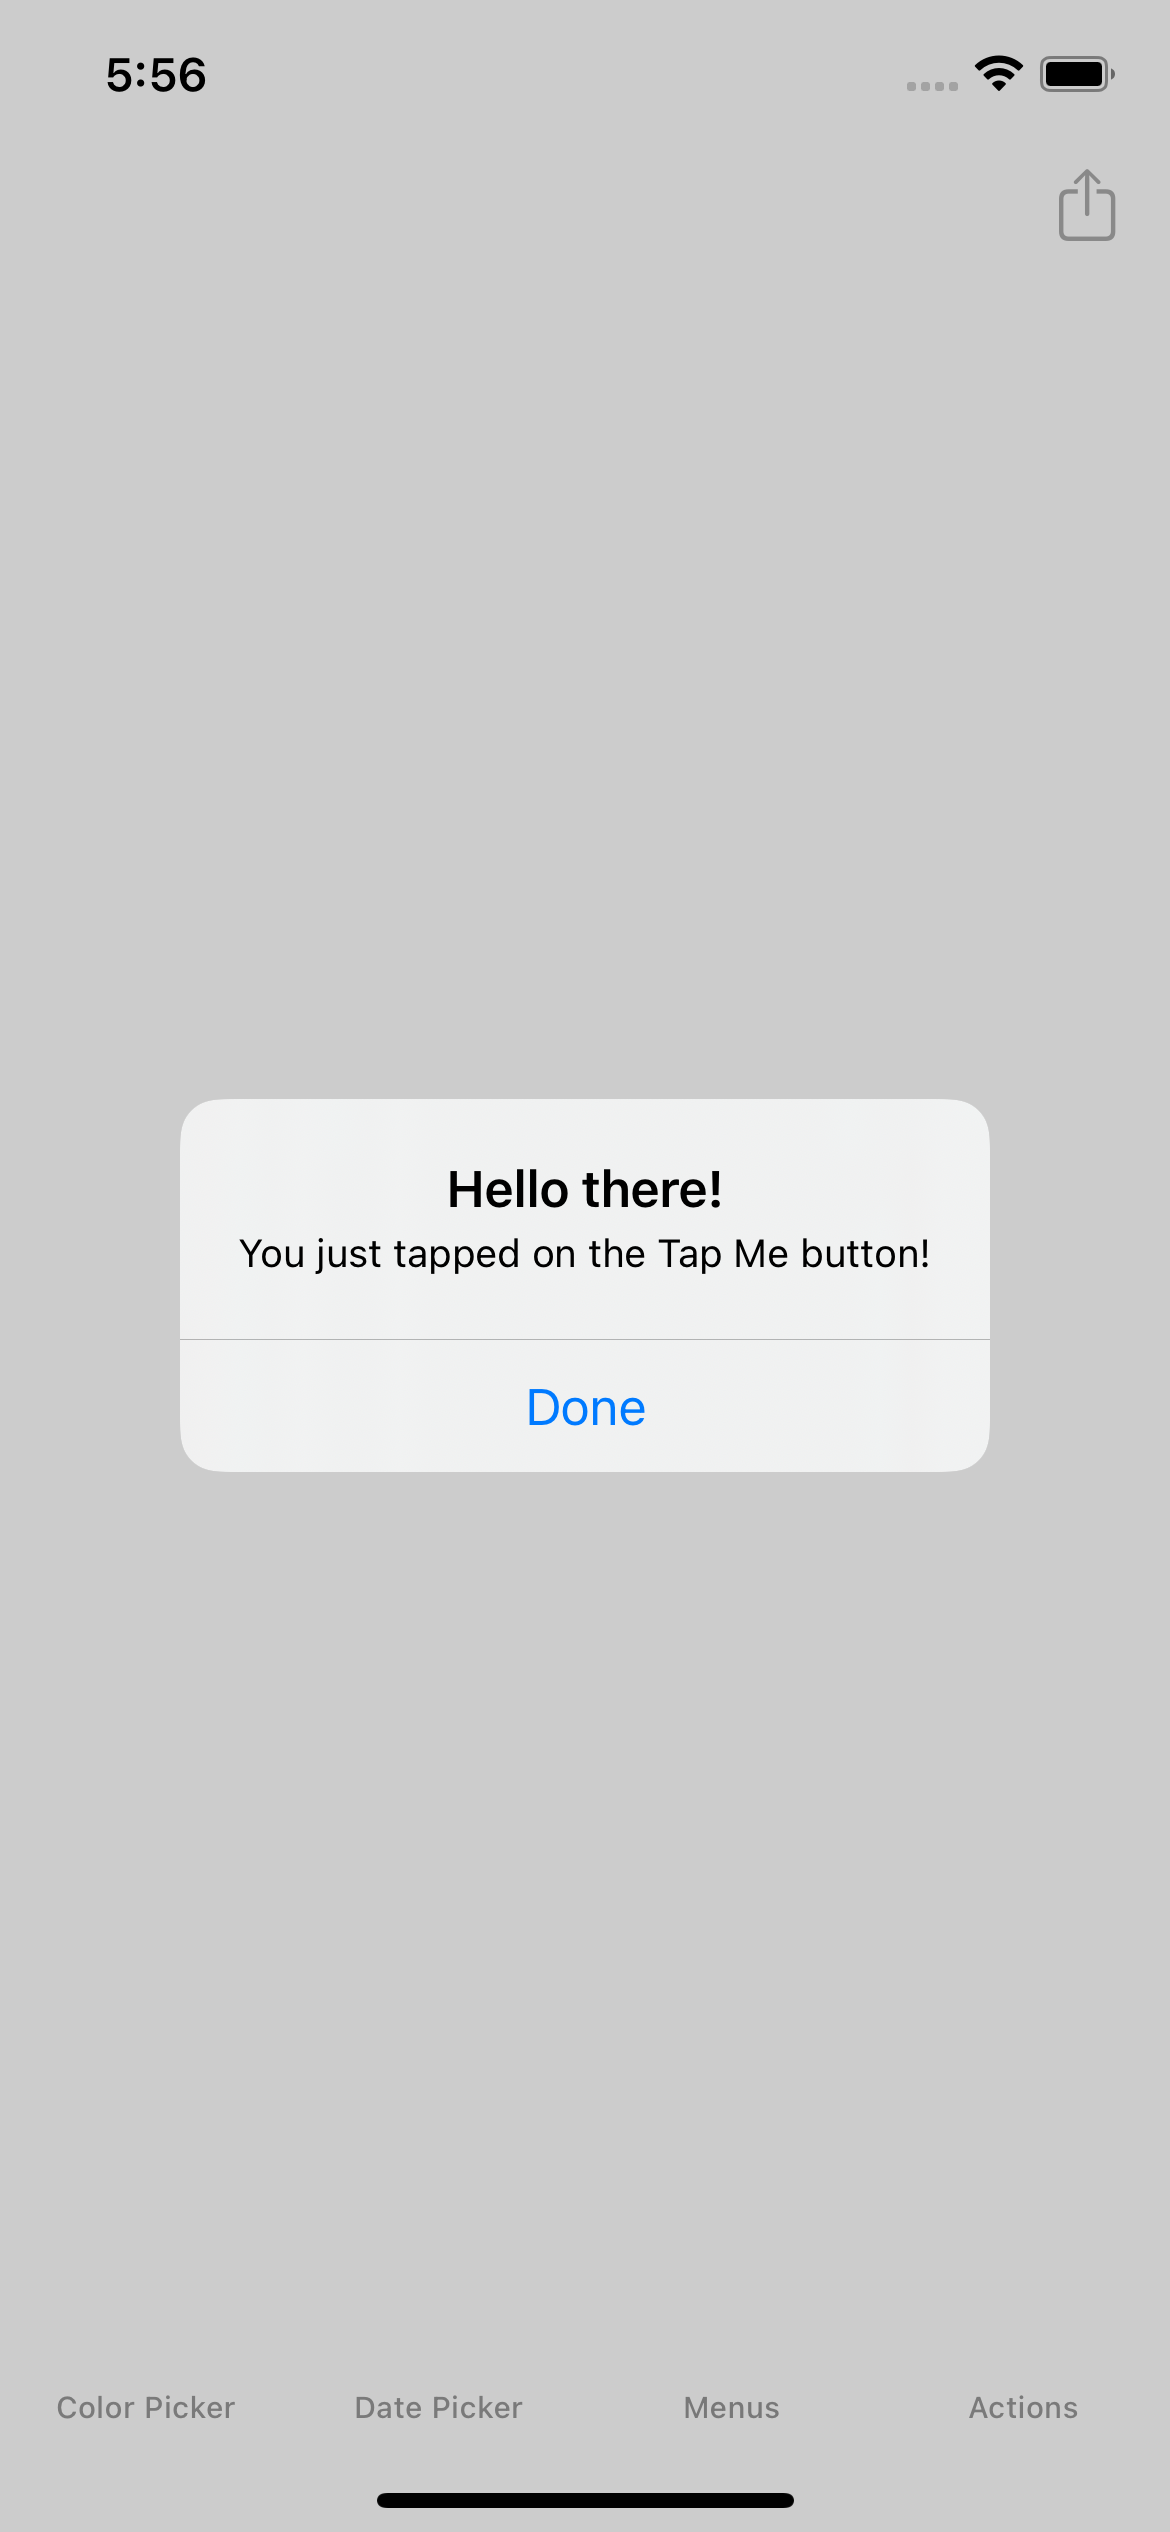 5:56
Hello there!
You just tapped on the Tap Me button!
Done
Color Picker Date Picker Menus Actions